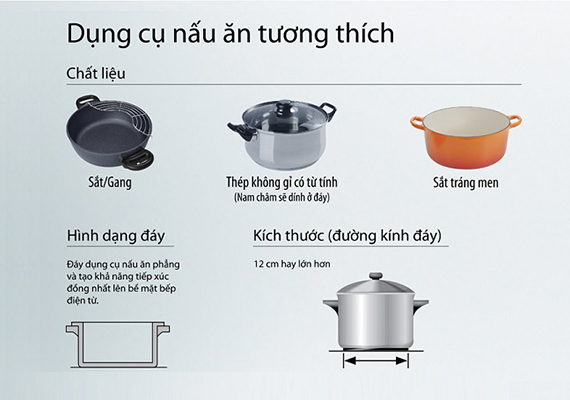 Dụng cụ nấu ăn tương thích
Chất liệu
Sắt/Gang
Thép không gỉ có từ tính
(Nam châm sẽ dính ở đáy)
Sắt tráng men
Hình dạng đáy
Đáy dụng cụ nấu ăn phẳng
và tạo khả năng tiếp xúc
đồng nhất lên bề mặt bếp
điện từ.
Kích thước (đường kính đáy)
12 cm hay lớn hơn